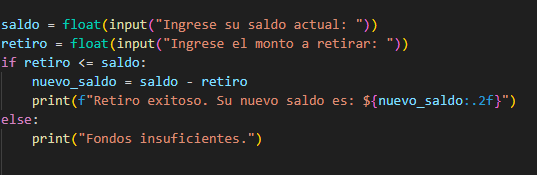 saldo = float(input("Ingrese su saldo actual: "))
retiro = float(input("Ingrese el monto a retirar: "))
if retiro <= saldo:
    nuevo_saldo = saldo - retiro
    print(f"Retiro exitoso. Su nuevo saldo es: ${nuevo_saldo:.2f}")
else:
    print("Fondos insuficientes.")